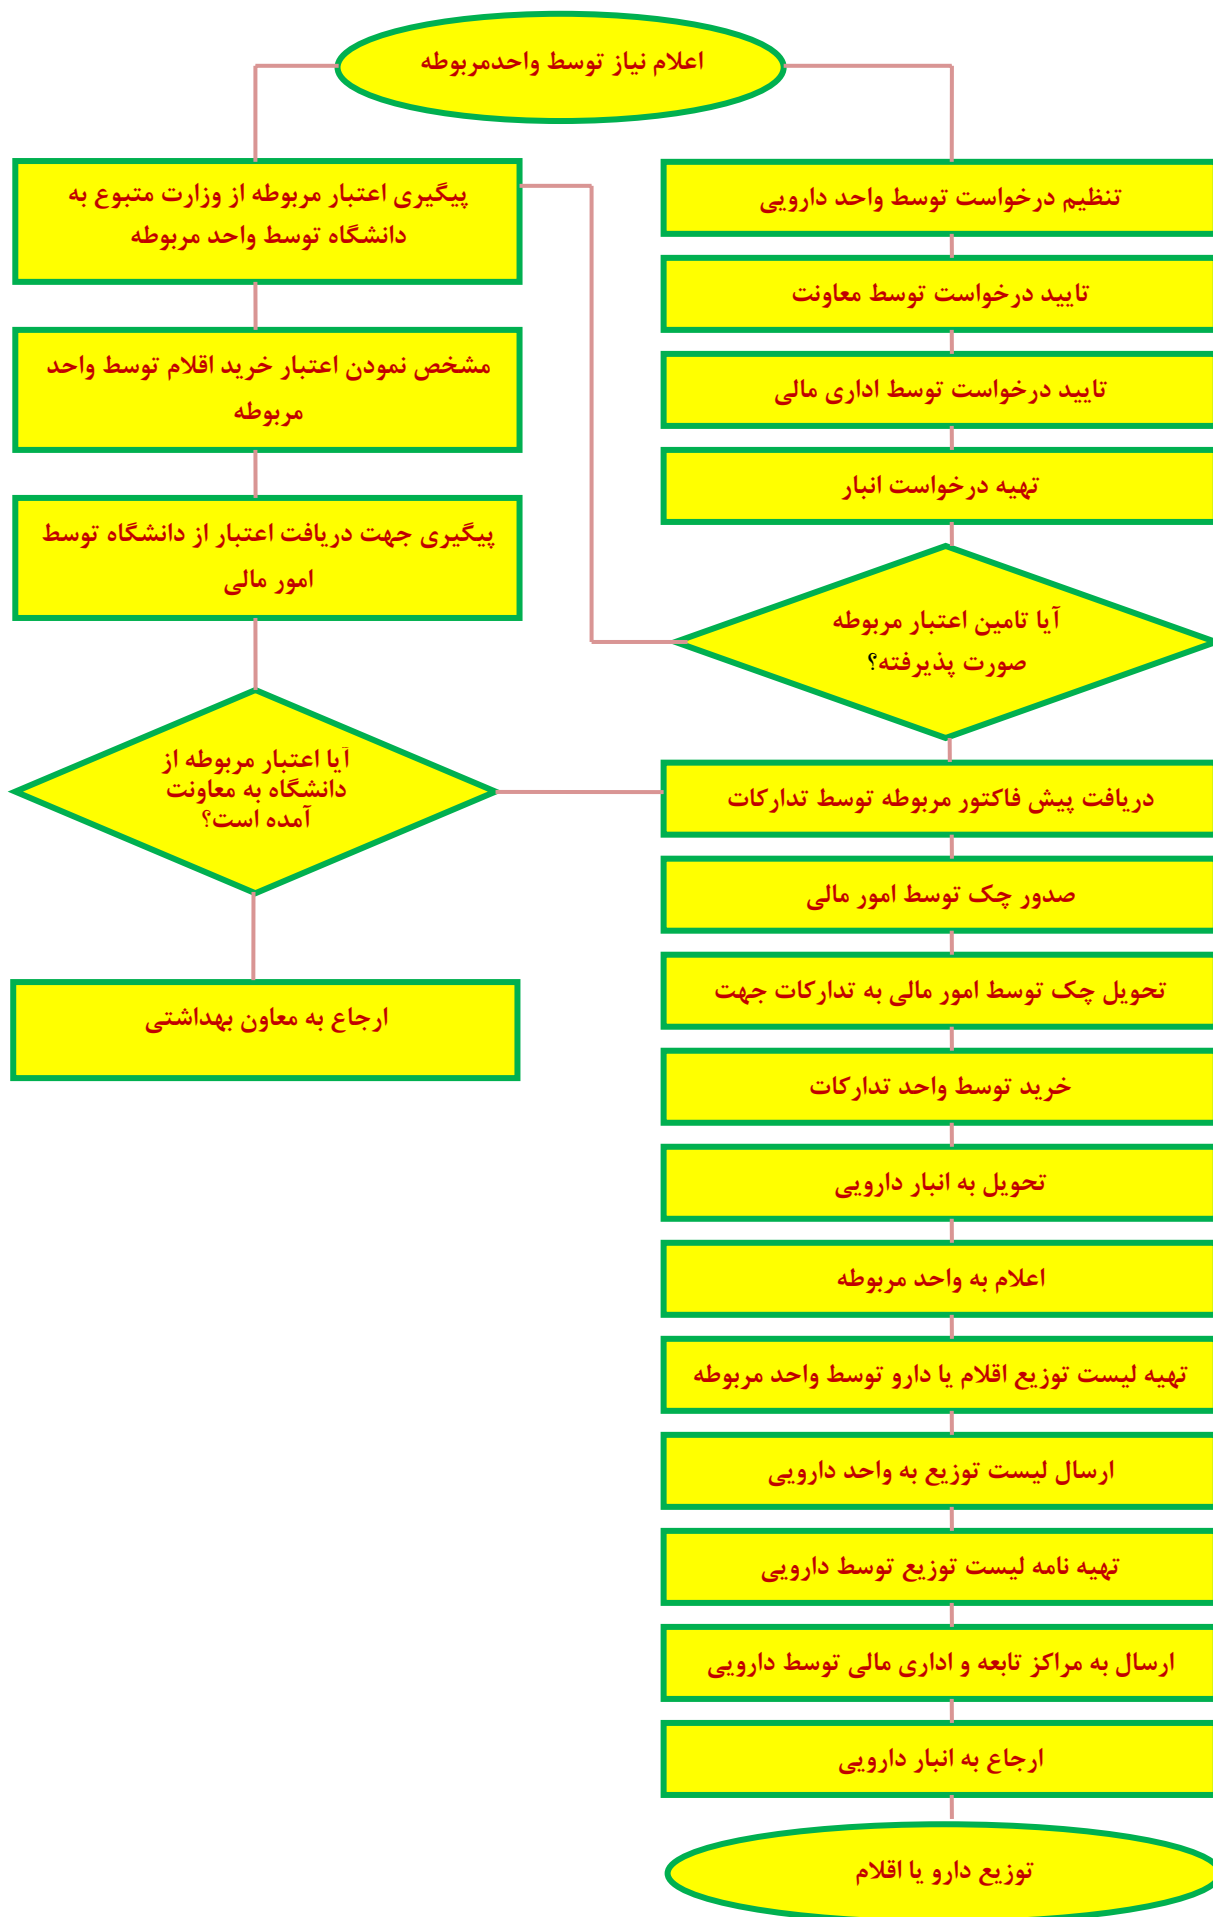 اعلام نیاز توسط واحدمربوطه
تنظیم درخواست توسط واحد دارویی
تایید درخواست توسط معاونت
تایید درخواست توسط اداری مالی
تهیه درخواست انبار
آیا تامین اعتبار مربوطه
صورت پذیرفته؟
پیگیری اعتبار مربوطه از وزارت متبوع به
دانشگاه توسط واحد مربوطه
مشخص نمودن اعتبار خرید اقلام توسط واحد
مربوطه
پیگیری جهت دریافت اعتبار از دانشگاه توسط
امور مالی
آیا اعتبار مربوطه از
دانشگاه به معاونت
آمده است؟
ارجاع به معاون بهداشتی
دریافت پیش فاکتور مربوطه توسط تدارکات
صدور چک توسط امور مالی
تحویل چک توسط امور مالی به تدارکات جهت
خرید توسط واحد تدارکات
تحویل به انبار دارویی
اعلام به واحد مربوطه
تهیه لیست توزیع اقلام یا دارو توسط واحد مربوطه
ارسال لیست توزیع به واحد دارویی
تهیه نامه لیست توزیع توسط دارویی
ارسال به مراکز تابعه و اداری مالی توسط دارویی
ارجاع به انبار دارویی
توزیع دارو یا اقلام